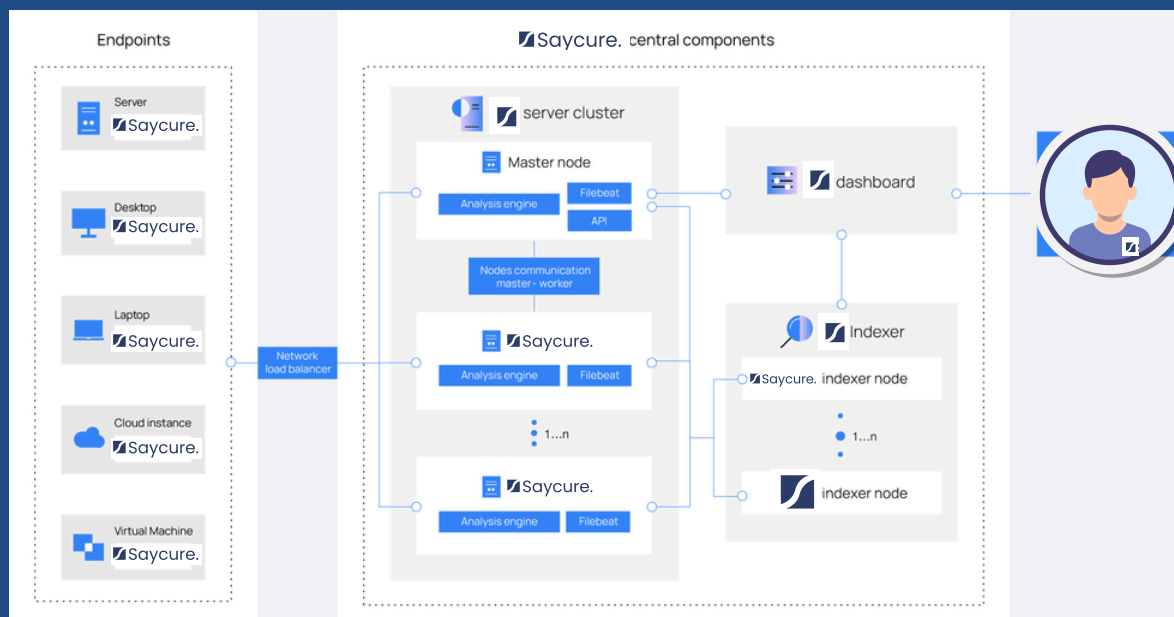 Endpoints
Server
Saycure.
Desktop
Saycure.
Laptop
Saycure.
Cloud instance
Saycure.
Virtual Machine
Saycure.
Network
load balancer
Saycure. central components
server cluster
Master node
Analysis engine
Filebeat
API
Nodes communication
master- worker
Saycure.
Analysis engine
Filebeat
1...n
Saycure.
Analysis engine
Filebeat
dashboard
Indexer
Saycure. indexer node
1...n
indexer node